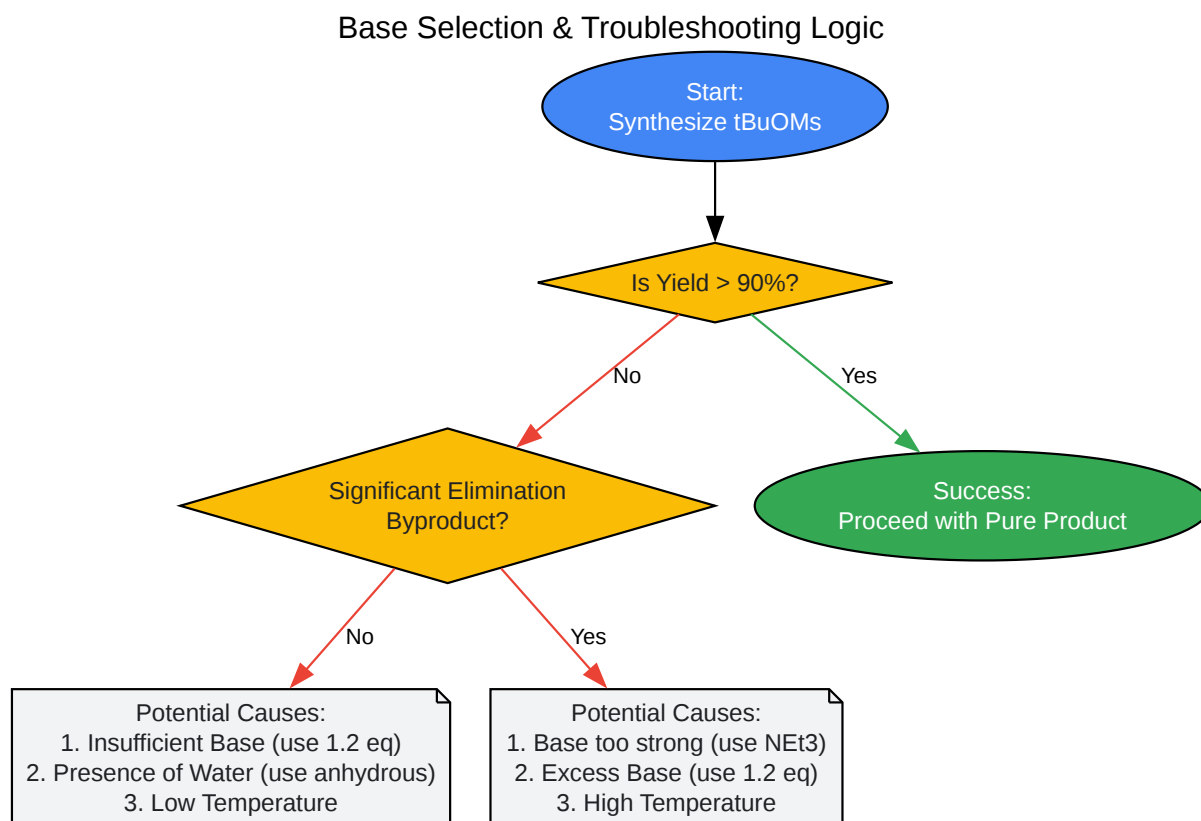 Base Selection & Troubleshooting Logic
Start:
Synthesize tBuOMs
Is Yield > 90%?
No
Yes
Significant Elimination
Byproduct?
Success:
Proceed with Pure Product
No
Yes
Potential Causes:
1. Insufficient Base (use 1.2 eq)
2. Presence of Water (use anhydrous)
3. Low Temperature
Potential Causes:
1. Base too strong (use NEt3)
2. Excess Base (use 1.2 eq)
3. High Temperature